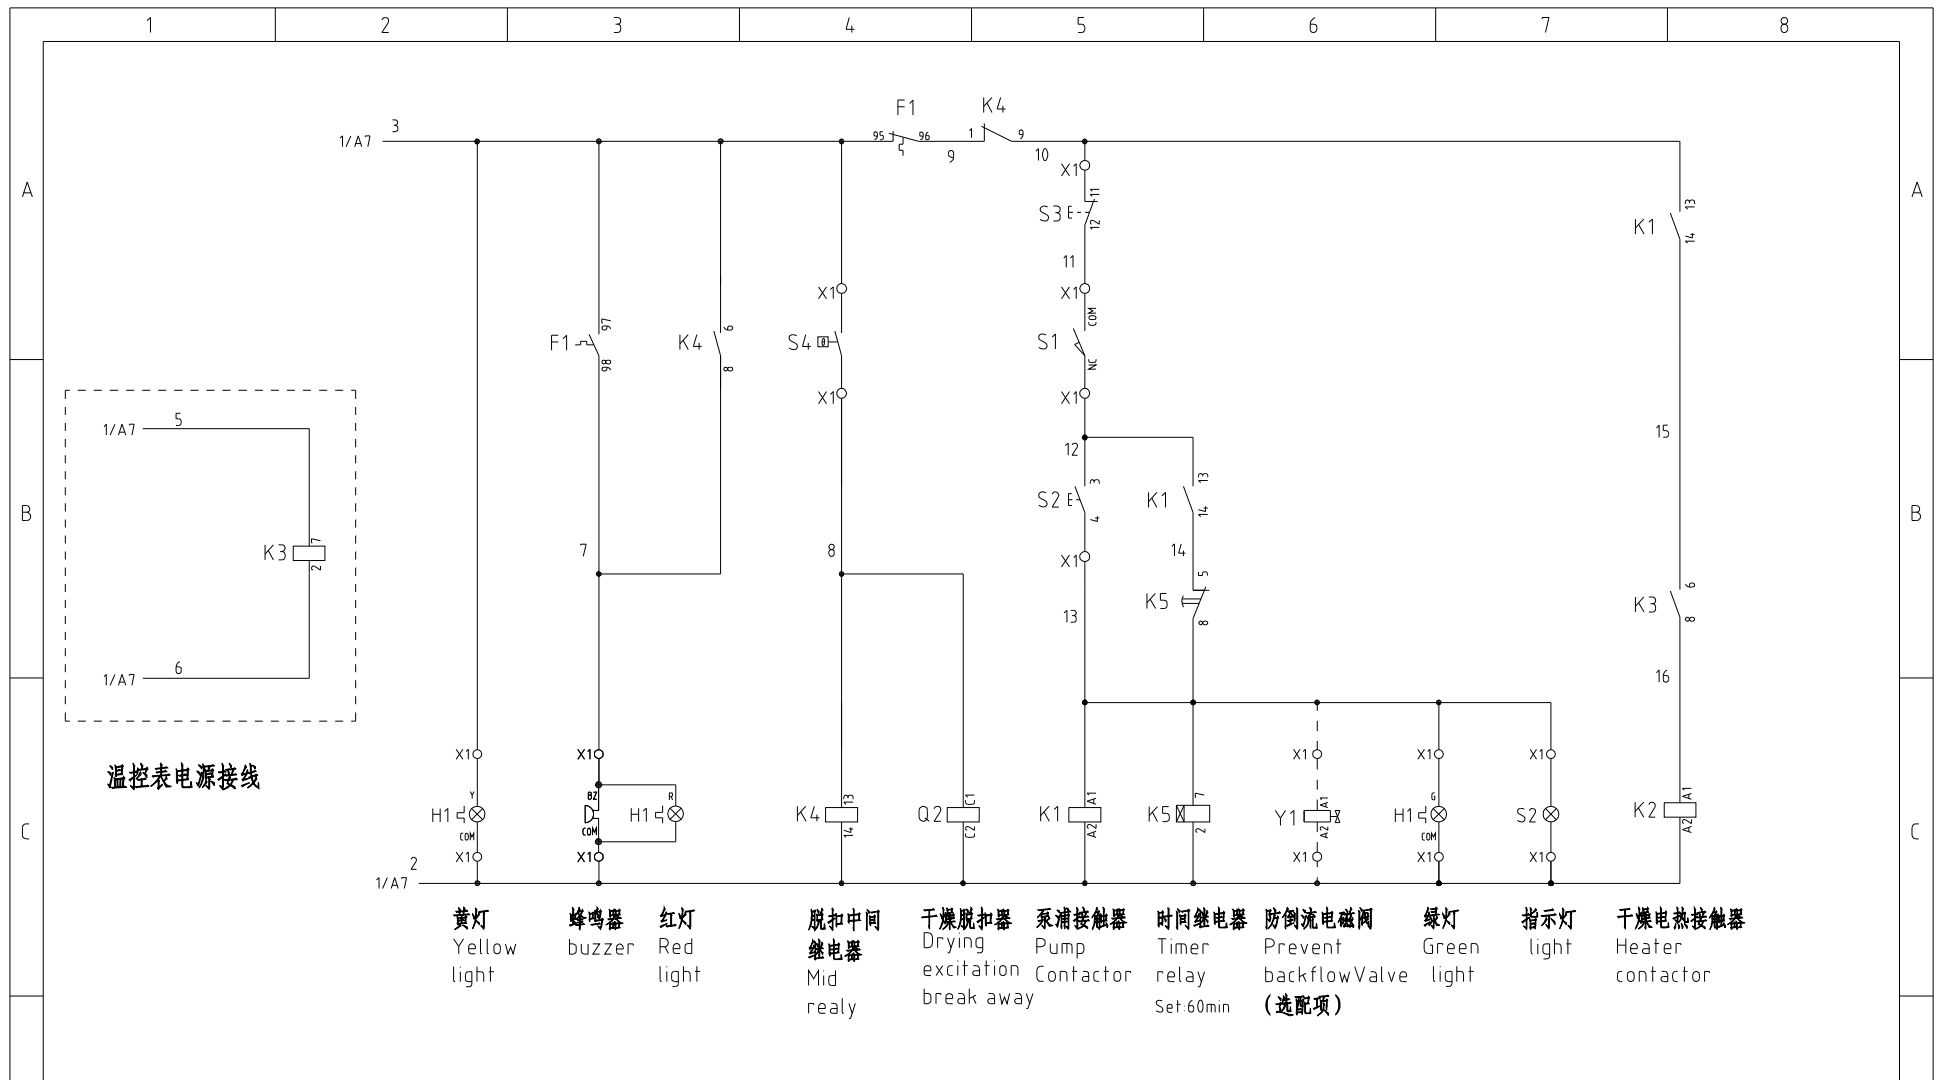 1 2 3 4 5 6 7 8
F1 K4
3
1/A7 95 96 1 9
9 10
X1
A A
11
S3 12
13
K1 14
11
X1 X1
COM
97 6
F1 K4 S4 S1
98 8 NC
X1 X1
5
1/A7
12 15
3 13
S2 K1
4 14
B B
K3 7
2
7 8 X1 14
5
K5
8
6
K3
8
13
6
1/A7
16
X1 X1 X1 X1 X1
温控表电源接线
Y BZ R 13 C1 A1 7 A1 G A1
H1 H1 K4 Q2 K1 K5 Y1 H1 S2 K2
COM COM 14 C2 A2 2 A2 COM A2
C C
X1 X1 X1 X1 X1
2
1/A7
黄灯
Yellow
light
蜂鸣器
buzzer
红灯
Red
light
脱扣中间
继电器
Mid
realy
干燥脱扣器
Drying
excitation
break away
泵浦接触器
Pump
Contactor
时间继电器
Timer
relay
Set:60min
防倒流电磁阀
Prevent
backflowValve
(选配项)
绿灯
Green
light
指示灯
light
干燥电热接触器
Heater
contactor